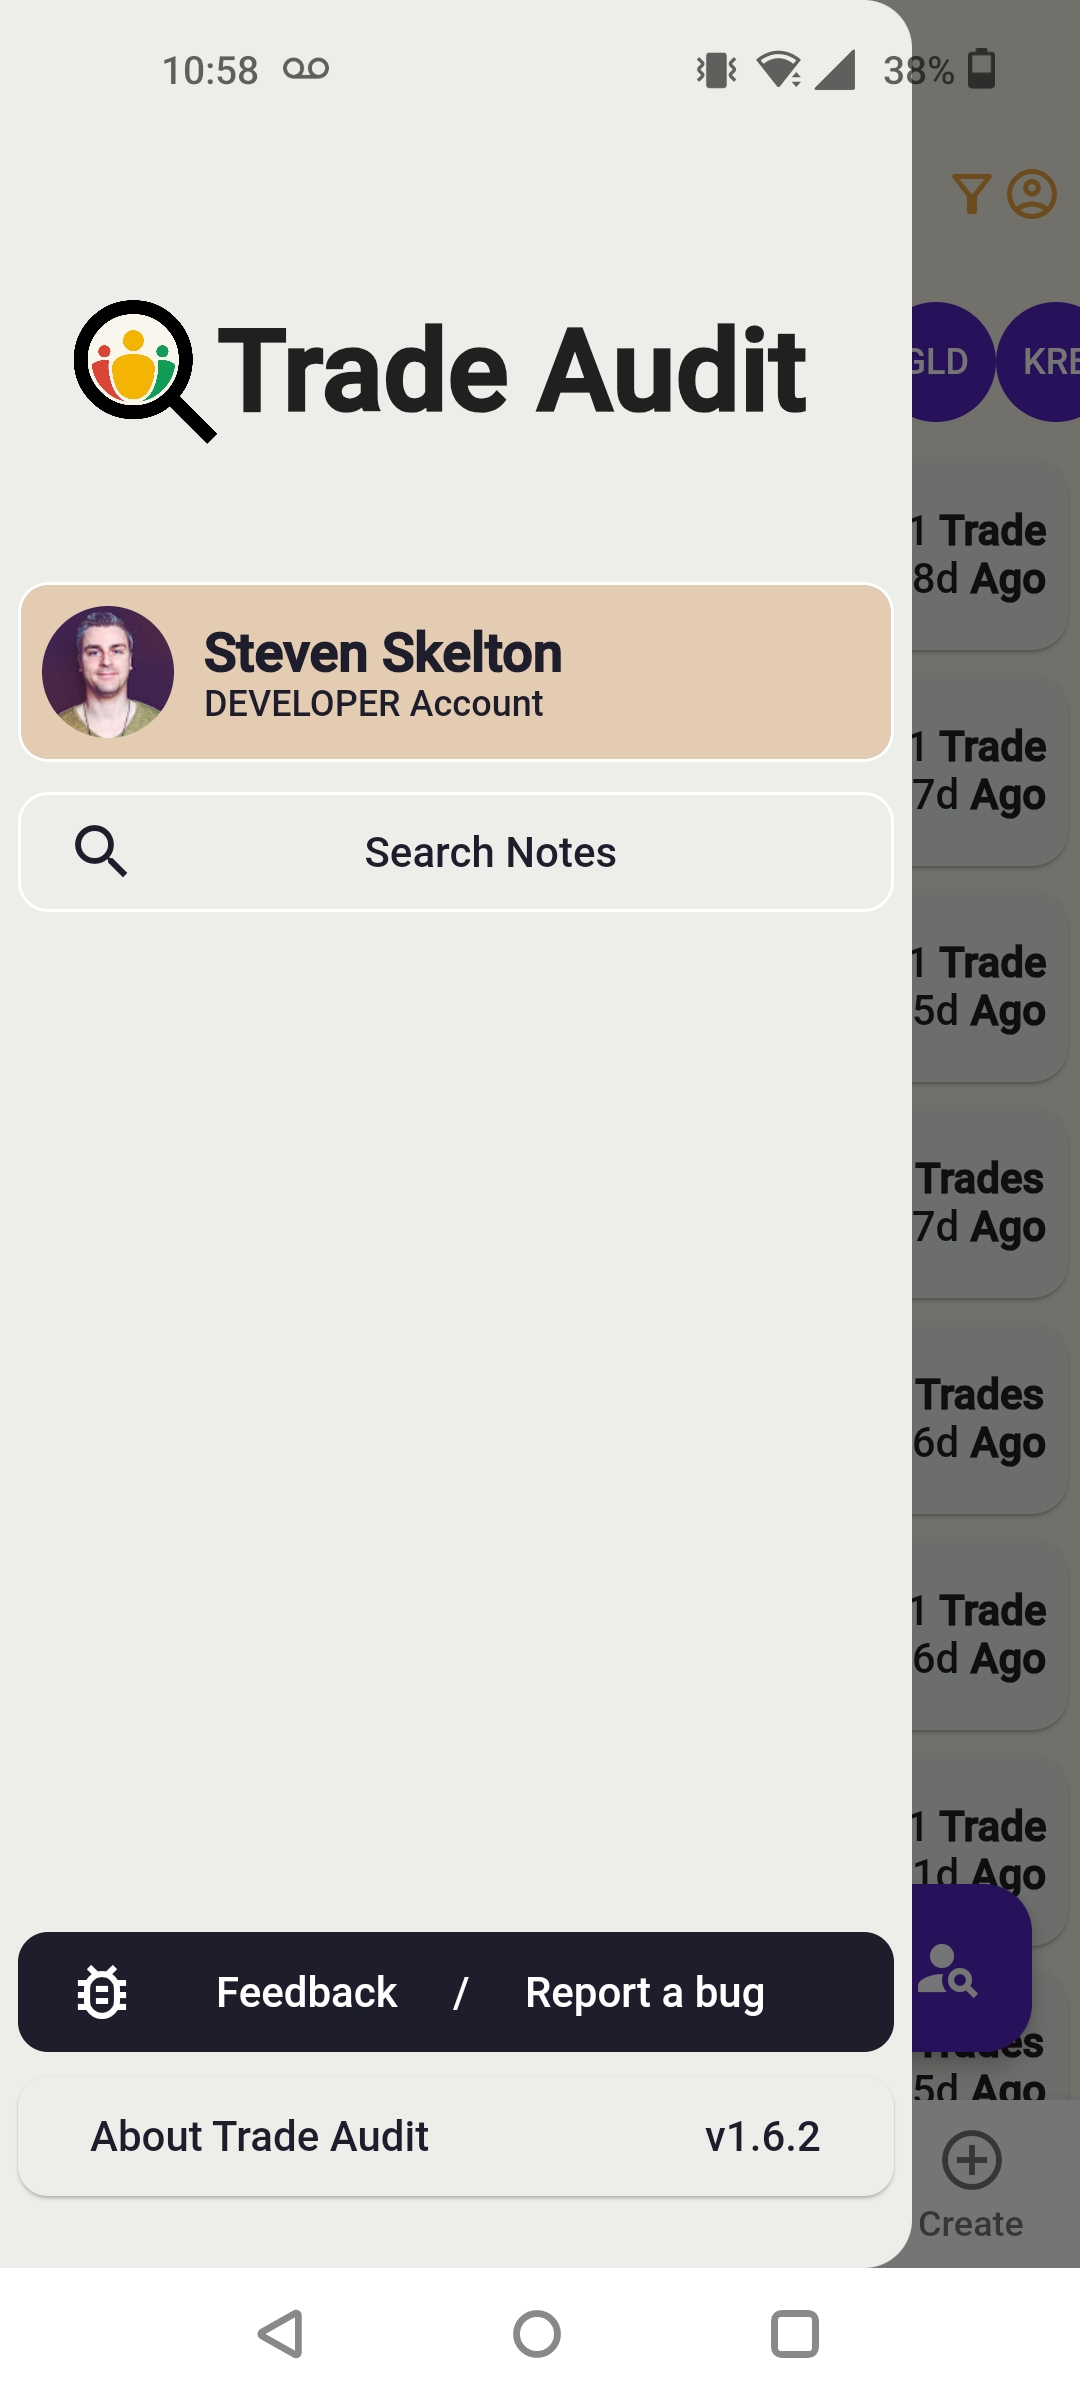 10:58
38%
Trade Audit
GLD
KRE
Steven Skelton
DEVELOPER Account
Search Notes
1 Trade
8d Ago
1 Trade
7d Ago
1 Trade
5d Ago
Trades
7d Ago
Trades
6d Ago
1 Trade
6d Ago
1 Trade
1d Ago
Trades
5d Ago
Feedback / Report a bug
About Trade Audit v1.6.2
Create